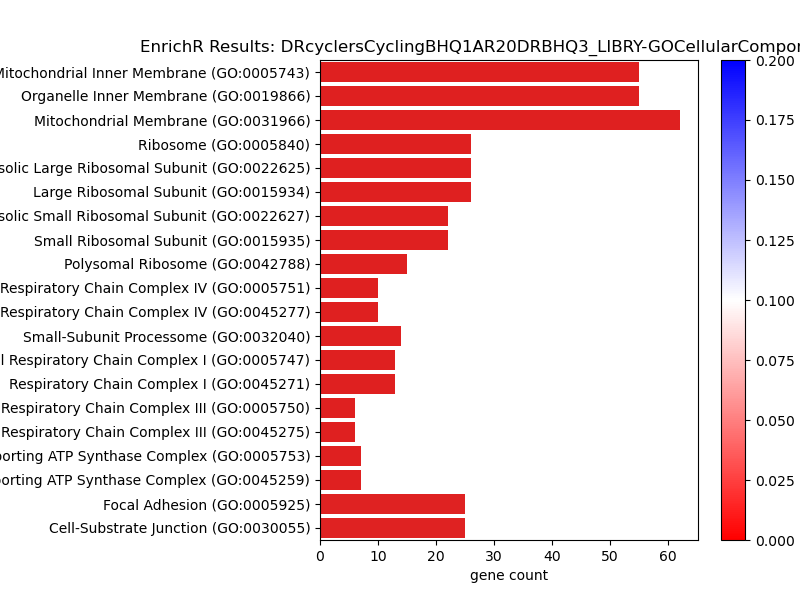 EnrichR Results: DRcyclersCyclingBHQ1AR20DRBHQ3_LIBRY-GOCellularCompor
Mitochondrial Inner Membrane (GO:0005743)
Organelle Inner Membrane (GO:0019866)
Mitochondrial Membrane (GO:0031966)
Ribosome (GO:0005840)
solic Large Ribosomal Subunit (GO:0022625)
Large Ribosomal Subunit (GO:0015934)
solic Small Ribosomal Subunit (GO:0022627)
Small Ribosomal Subunit (GO:0015935)
Polysomal Ribosome (GO:0042788)
Respiratory Chain Complex IV (GO:0005751)
Respiratory Chain Complex IV (GO:0045277)
Small-Subunit Processome (GO:0032040)
l Respiratory Chain Complex I (GO:0005747)
Respiratory Chain Complex I (GO:0045271)
Respiratory Chain Complex III (GO:0005750)
Respiratory Chain Complex III (GO:0045275)
porting ATP Synthase Complex (GO:0005753)
porting ATP Synthase Complex (GO:0045259)
Focal Adhesion (GO:0005925)
Cell-Substrate Junction (GO:0030055)
0 10 20 30 40 50 60
gene count
0.200
0.175
0.150
0.125
0.100
0.075
0.050
0.025
0.000